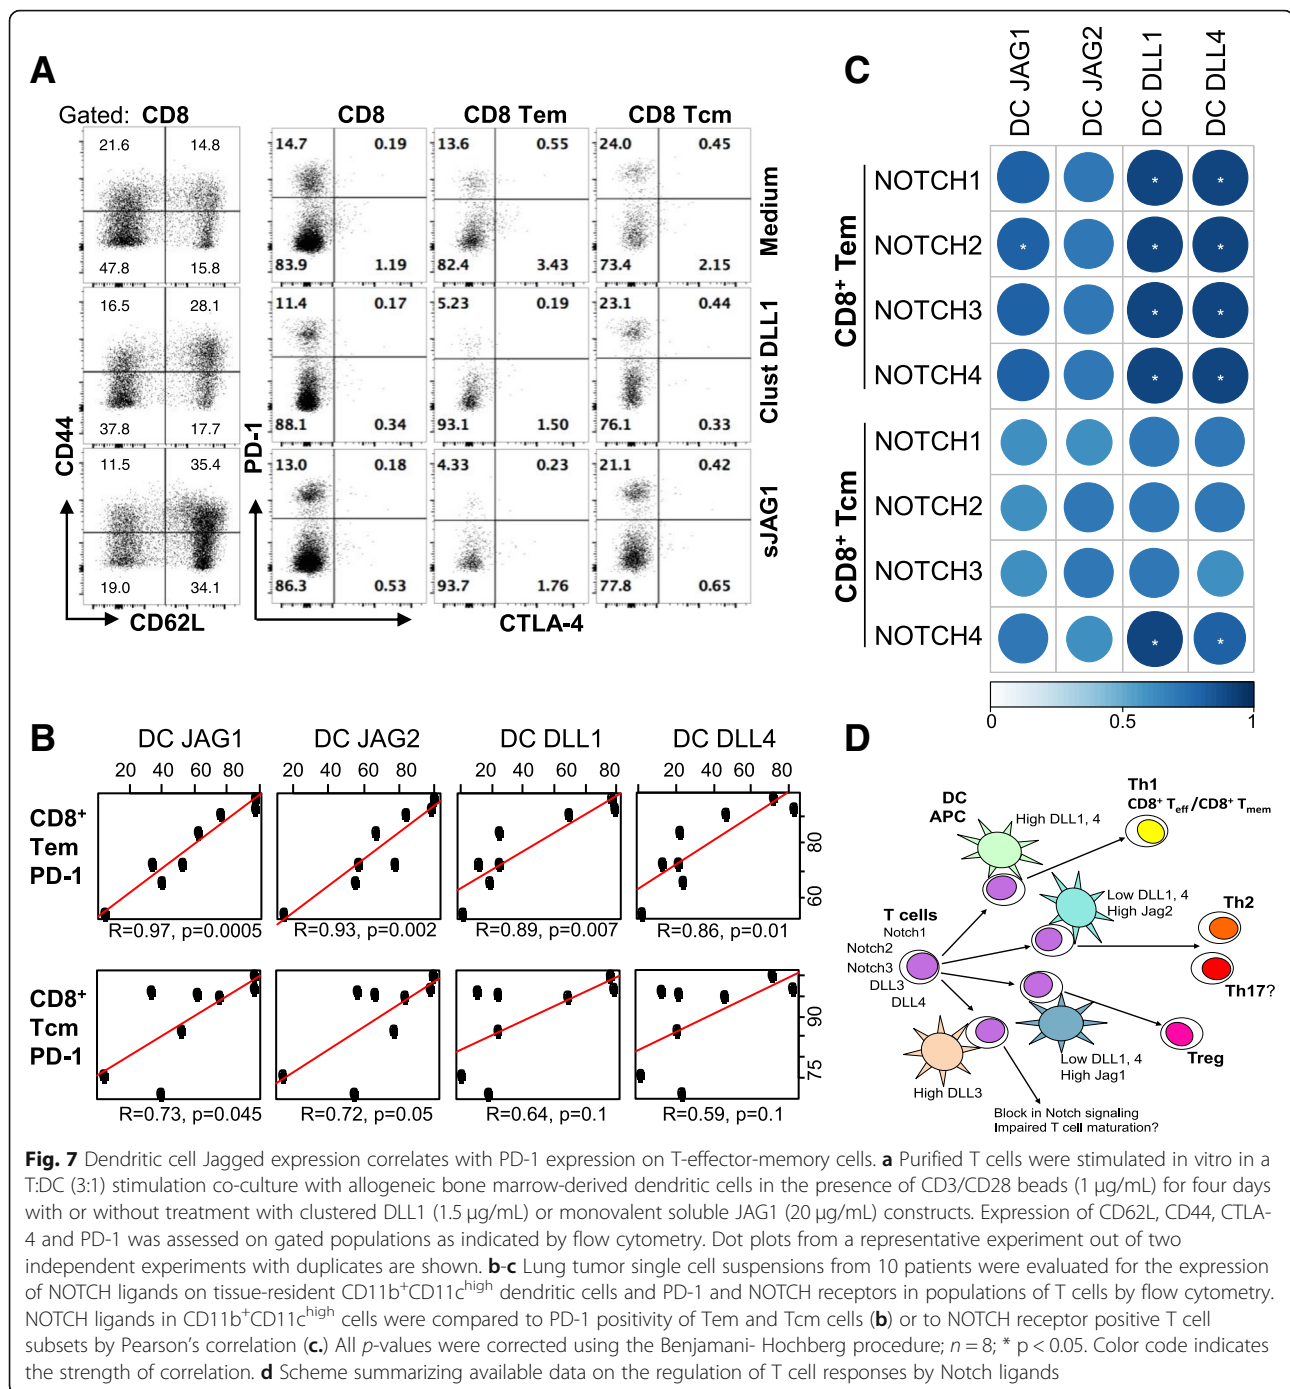 A
Gated: CD8
CD8
CD8 Tem
CD8 Tcm
21.6 14.8
47.8 15.8
14.7 0.19
83.9 1.19
13.6 0.55
82.4 3.43
24.0 0.45
73.4 2.15
Medium
16.5 28.1
37.8 17.7
11.4 0.17
88.1 0.34
5.23 0.19
93.1 1.50
23.1 0.44
76.1 0.33
Clust DLL1
11.5 35.4
19.0 34.1
13.0 0.18
86.3 0.53
4.33 0.23
93.7 1.76
21.1 0.42
77.8 0.65
sJAG1
CD44
CD62L
PD-1
CTLA-4
C
DC JAG1
DC JAG2
DC DLL1
DC DLL4
CD8+ Tem
NOTCH1 * *
NOTCH2 * * *
NOTCH3 * *
NOTCH4 * *
CD8+ Tcm
NOTCH1
NOTCH2
NOTCH3
NOTCH4 * *
0 0.5 1
B
DC JAG1
DC JAG2
DC DLL1
DC DLL4
20 40 60 80
20 40 60 80
20 40 60 80
20 40 60 80
CD8+
Tem
PD-1
80
60
R=0.97, p=0.0005
R=0.93, p=0.002
R=0.89, p=0.007
R=0.86, p=0.01
CD8+
Tcm
PD-1
90
75
R=0.73, p=0.045
R=0.72, p=0.05
R=0.64, p=0.1
R=0.59, p=0.1
D
DC
APC
High DLL1, 4
Th1
CD8+ Teff/CD8+ Tmem
Low DLL1, 4
High Jag2
Th2
Th17?
T cells
Notch1
Notch2
Notch3
DLL3
DLL4
Low DLL1, 4
High Jag1
Treg
High DLL3
Block in Notch signaling
Impaired T cell maturation?
Fig. 7 Dendritic cell Jagged expression correlates with PD-1 expression on T-effector-memory cells. a Purified T cells were stimulated in vitro in a
T:DC (3:1) stimulation co-culture with allogeneic bone marrow-derived dendritic cells in the presence of CD3/CD28 beads (1 μg/mL) for four days
with or without treatment with clustered DLL1 (1.5 μg/mL) or monovalent soluble JAG1 (20 μg/mL) constructs. Expression of CD62L, CD44, CTLA-
4 and PD-1 was assessed on gated populations as indicated by flow cytometry. Dot plots from a representative experiment out of two
independent experiments with duplicates are shown. b-c Lung tumor single cell suspensions from 10 patients were evaluated for the expression
of NOTCH ligands on tissue-resident CD11b+CD11chigh dendritic cells and PD-1 and NOTCH receptors in populations of T cells by flow cytometry.
NOTCH ligands in CD11b+CD11chigh cells were compared to PD-1 positivity of Tem and Tcm cells (b) or to NOTCH receptor positive T cell
subsets by Pearson's correlation (c.) All p-values were corrected using the Benjamani- Hochberg procedure; n = 8; * p < 0.05. Color code indicates
the strength of correlation. d Scheme summarizing available data on the regulation of T cell responses by Notch ligands